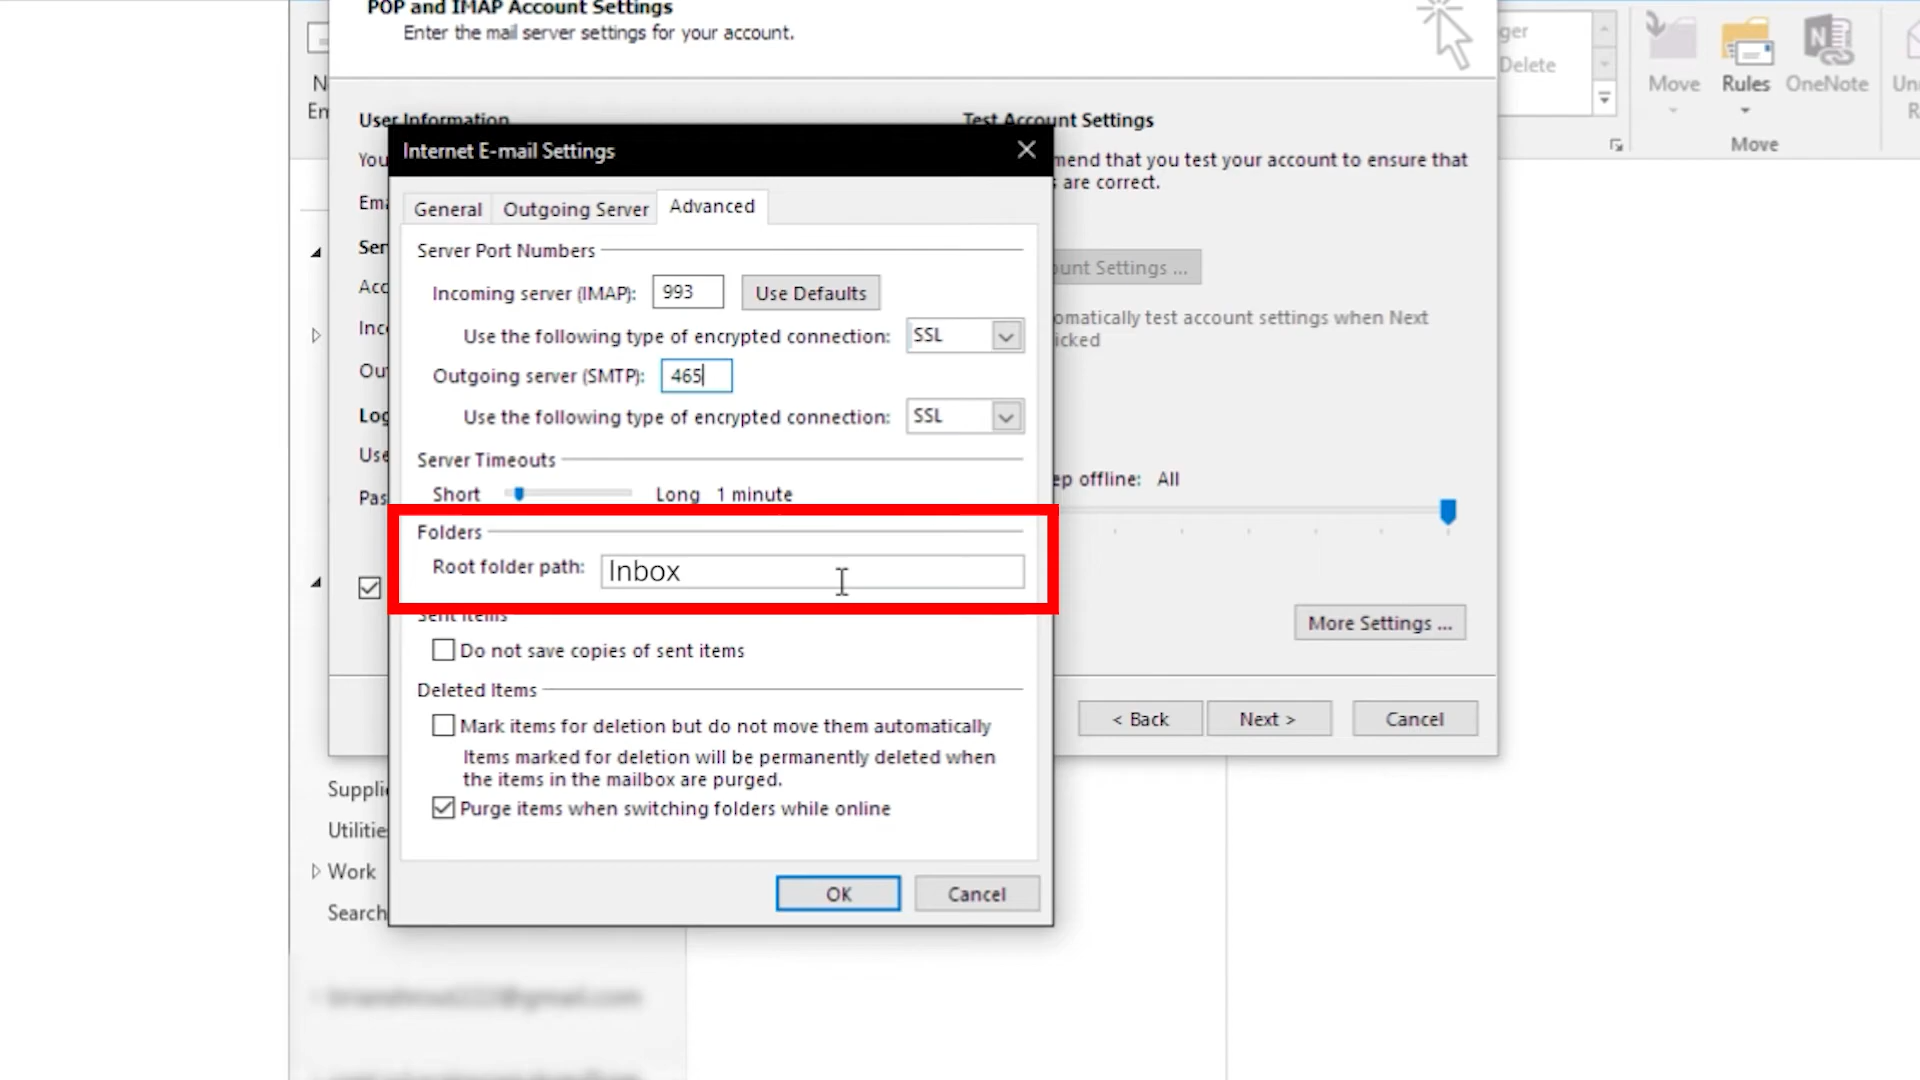 POP and IMAP Account Settings
Enter the mail server settings for your account.
ger
Delete
Move
Rules
OneNote
Move
User Information
Test Account Settings
mend that you test your account to ensure that
are correct.
Internet E-mail Settings
General
Outgoing Server
Advanced
Server Port Numbers
Incoming server (IMAP):
993
Use Defaults
ount Settings ...
Use the following type of encrypted connection:
SSL
omatically test account settings when Next
icked
Outgoing server (SMTP):
465
Use the following type of encrypted connection:
SSL
Server Timeouts
Short
Long
1 minute
ep offline:
All
Folders
Root folder path:
Inbox
Sent Items
Do not save copies of sent items
More Settings ...
Deleted Items
Mark items for deletion but do not move them automatically
Items marked for deletion will be permanently deleted when
the items in the mailbox are purged.
Purge items when switching folders while online
< Back
Next >
Cancel
Supplie
Utilitie
Work
Search
OK
Cancel